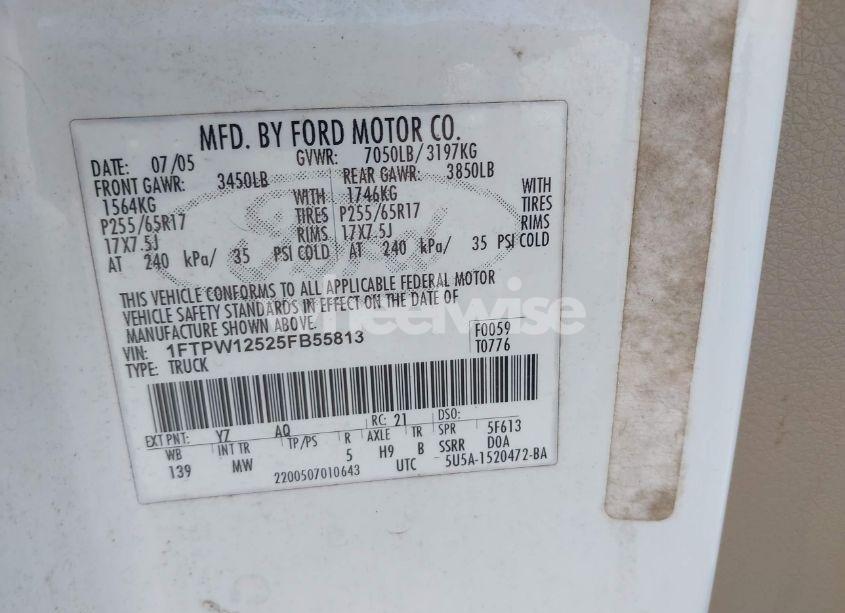 MFD. BY FORD MOTOR CO.
DATE: 07/05 GVWR: 7050LB/ 3197KG
FRONT GAWR: 3450LB REAR GAWR: 3850LB
1564KG WITH 1746KG WITH
P255/65R17 TIRES P255/65R17 TIRES
17X7.5J RIMS 17X7.5J RIMS
AT 240 kPa/ 35 PSI COLD AT 240 kPa/ 35 PSI COLD
Ford
THIS VEHICLE CONFORMS TO ALL APPLICABLE FEDERAL MOTOR
VEHICLE SAFETY STANDARDS IN EFFECT ON THE DATE OF
MANUFACTURE SHOWN ABOVE.
wheelwise
VIN: 1FTPW12525FB55813 F0059
TYPE: TRUCK T0776
EXT PNT: YZ AQ RC: 21 DSO:
WB INT TR TP/PS R AXLE TR SPR 5F613
139 MW 5 H9 B SSRR D0A
2200507010643 UTC 5U5A-1520472-BA